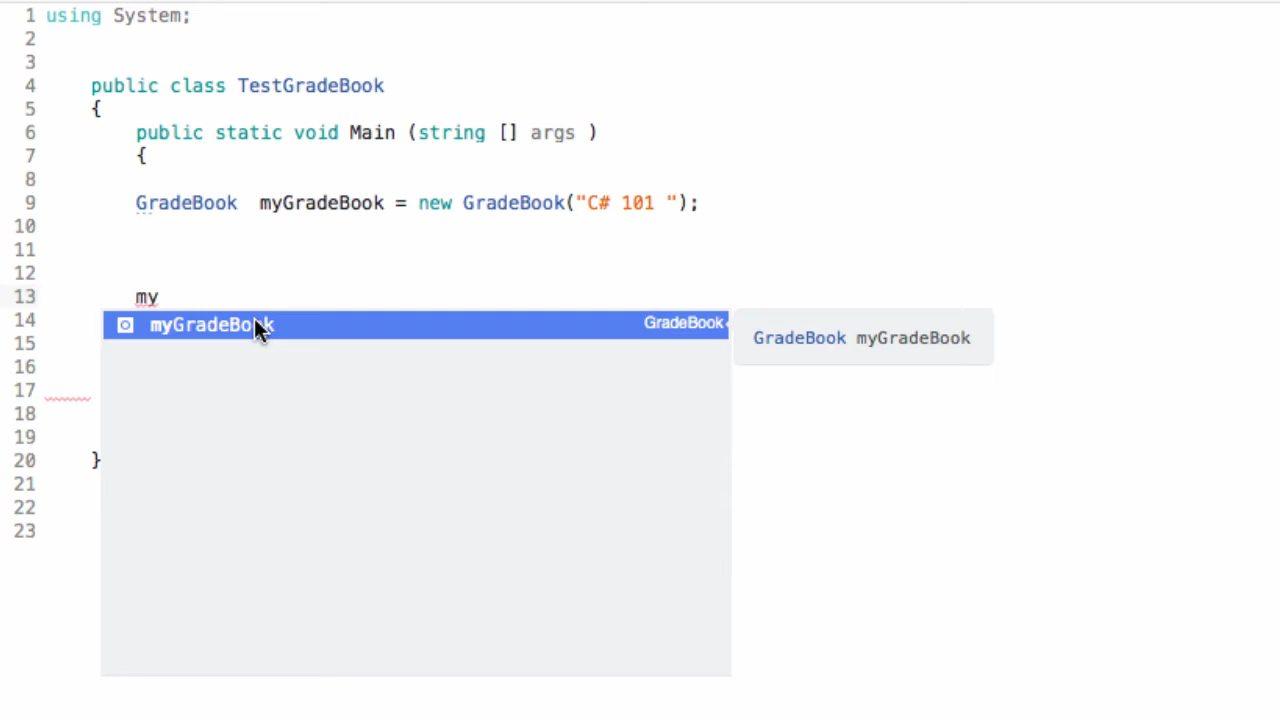 1 using System;
2
3
4 public class TestGradeBook
5 {
6 public static void Main (string [] args )
7 {
8
9 GradeBook  myGradeBook = new GradeBook("C# 101 ");
10
11
12
13 my
14 myGradeBook GradeBook
GradeBook myGradeBook
15
16
17
18
19
20 }
21
22
23